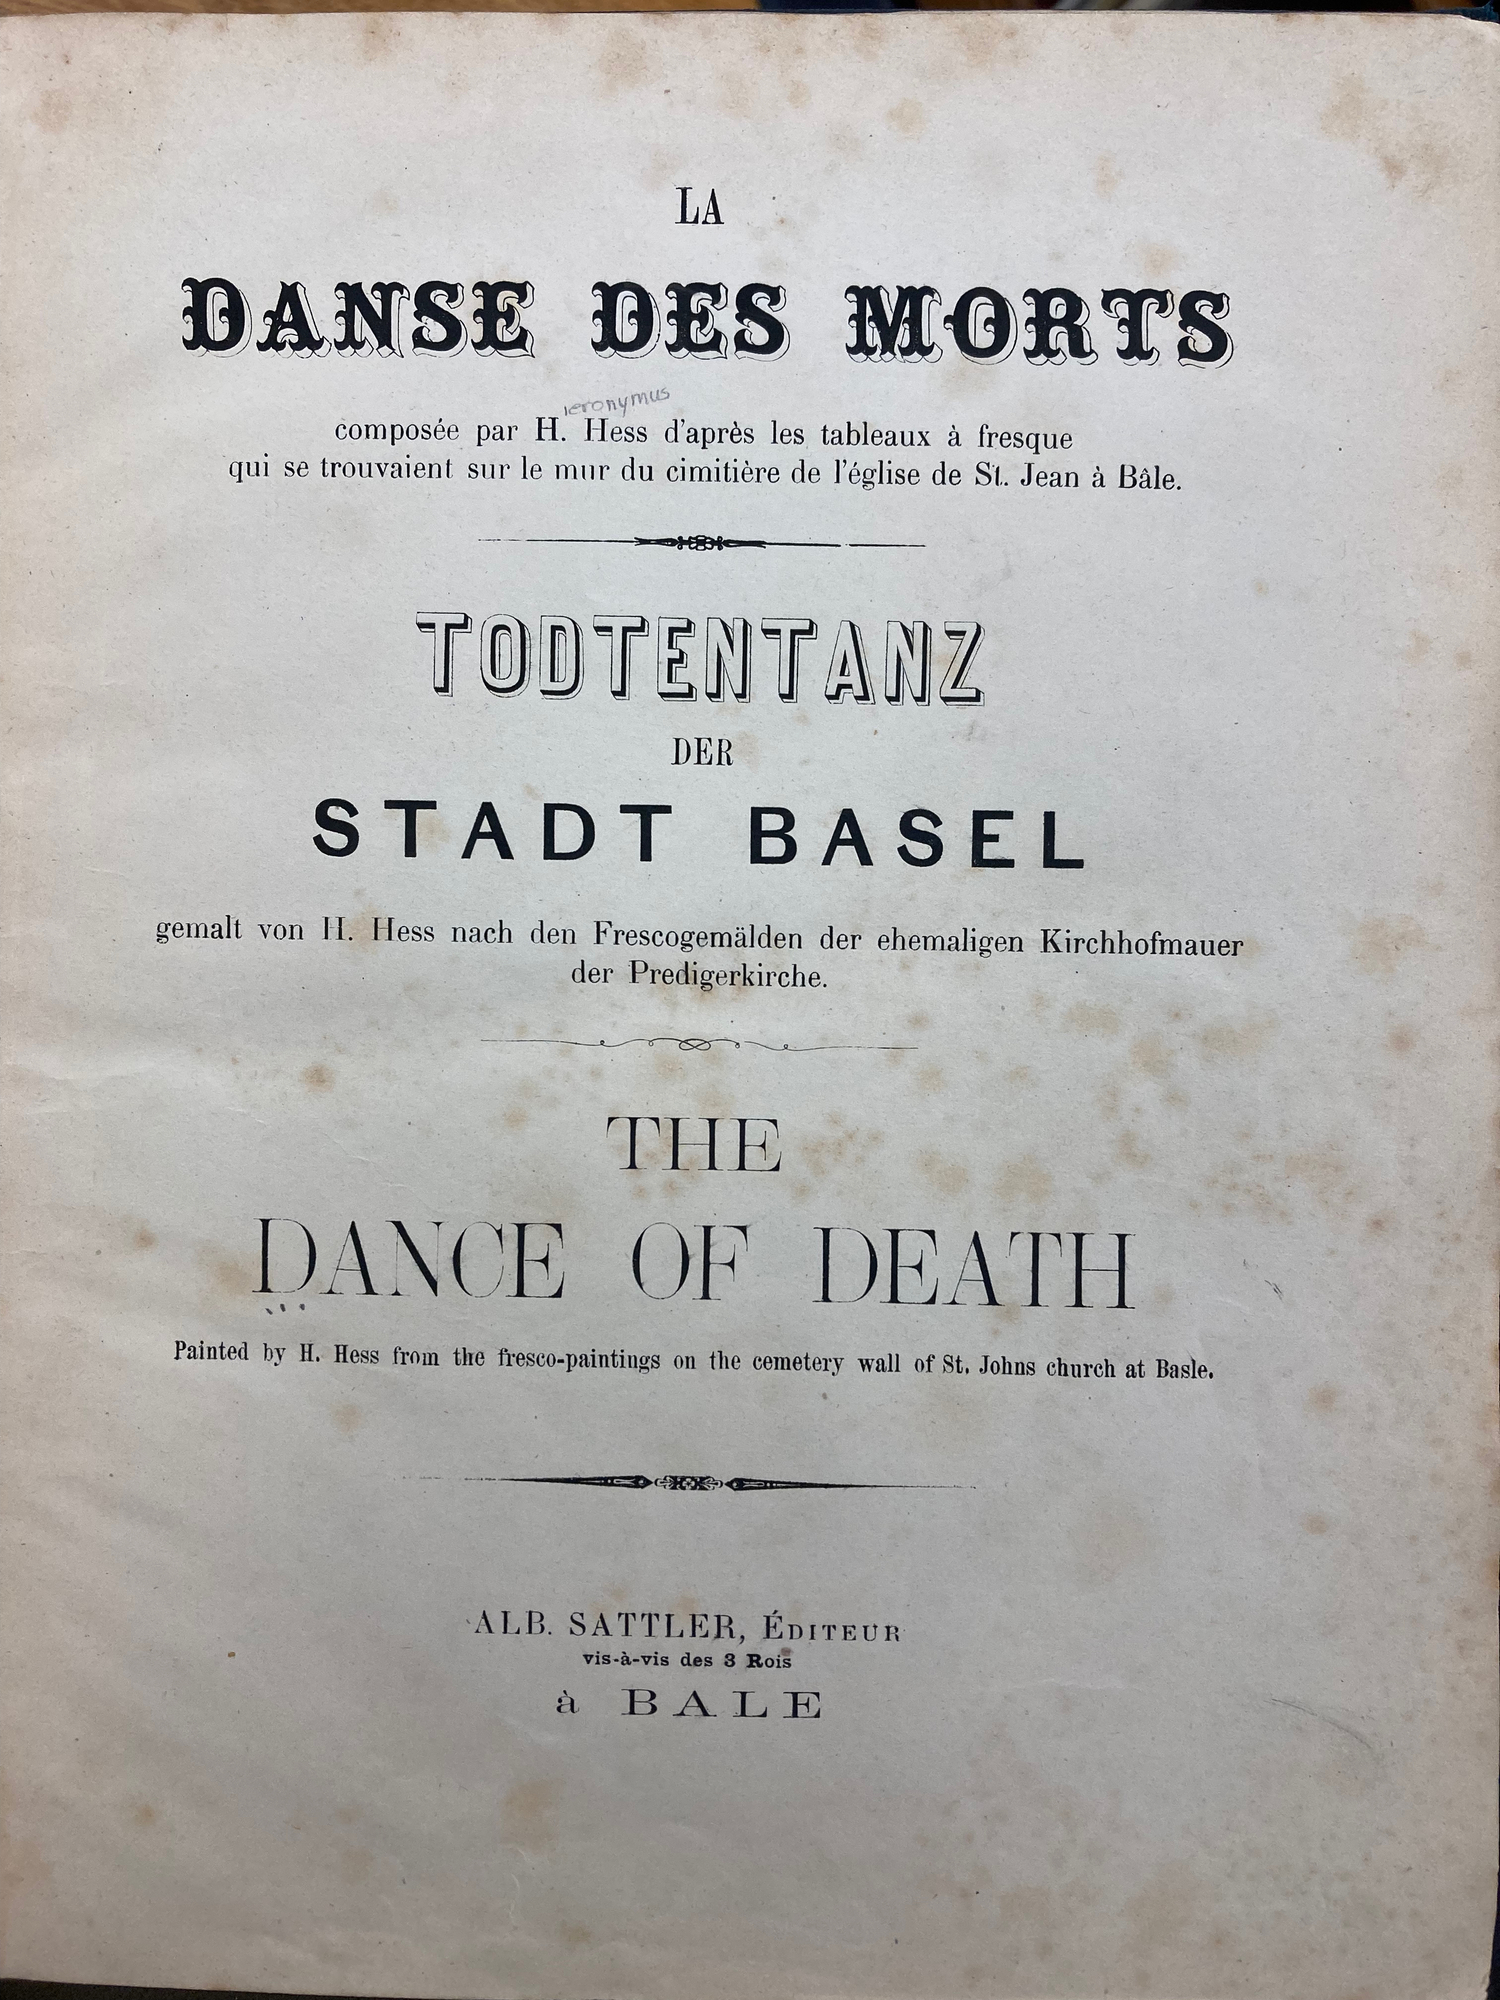 LA
DANSE DES MORTS
ieronymus
composée par H. Hess d'après les tableaux à fresque
qui se trouvaient sur le mur du cimitière de l'église de St. Jean à Bâle.
TODTENTANZ
DER
STADT BASEL
gemalt von H. Hess nach den Frescogemälden der ehemaligen Kirchhofmauer
der Predigerkirche.
THE
DANCE OF DEATH
Painted by H. Hess from the fresco-paintings on the cemetery wall of St. Johns church at Basle.
ALB. SATTLER, ÉDITEUR
vis-à-vis des 3 Rois
à BALE